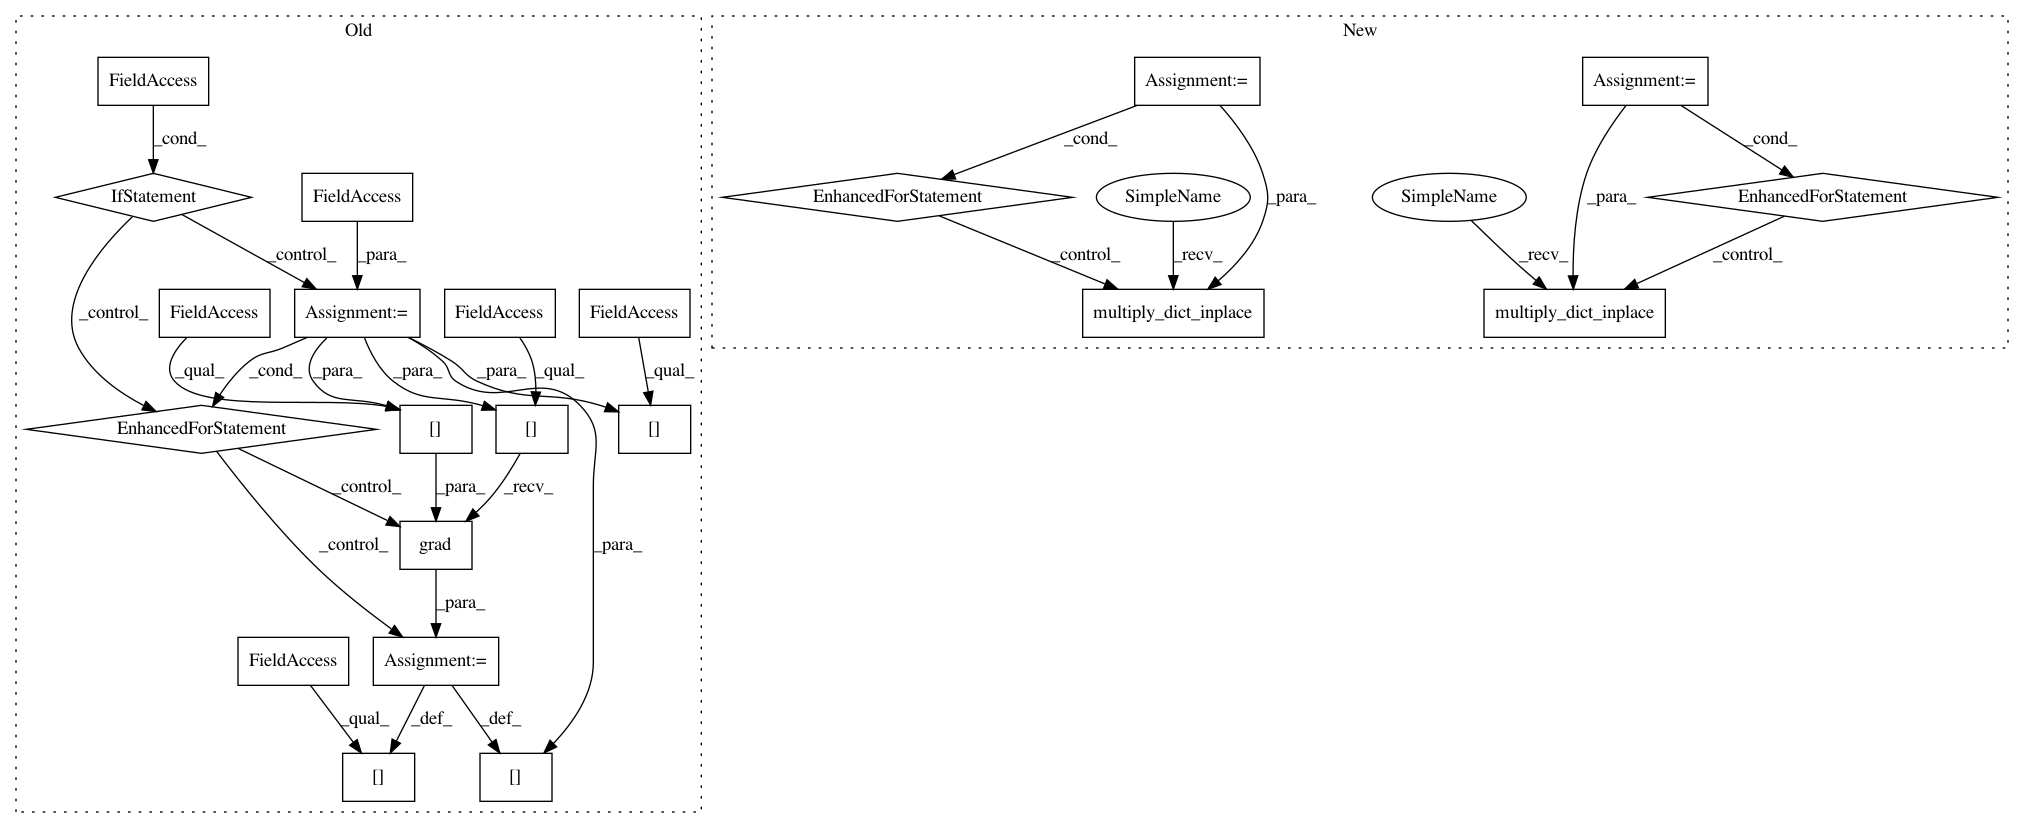 Old
New
FieldAccess
Assignment:=
Assignment:=
_cond_
_cond_
_cond_
IfStatement
FieldAccess
EnhancedForStatement
SimpleName
_para_
SimpleName
_para_
EnhancedForStatement
_control_
_para_
_control_
_recv_
_recv_
_control_
FieldAccess
Assignment:=
FieldAccess
FieldAccess
multiply_dict_inplace
multiply_dict_inplace
_control_
_qual_
_cond_
_para_
_para_
_para_
_qual_
_qual_
EnhancedForStatement
[]
[]
[]
_control_
_para_
_recv_
_control_
grad
_para_
_para_
FieldAccess
Assignment:=
_qual_
_def_
_def_
[]
[]